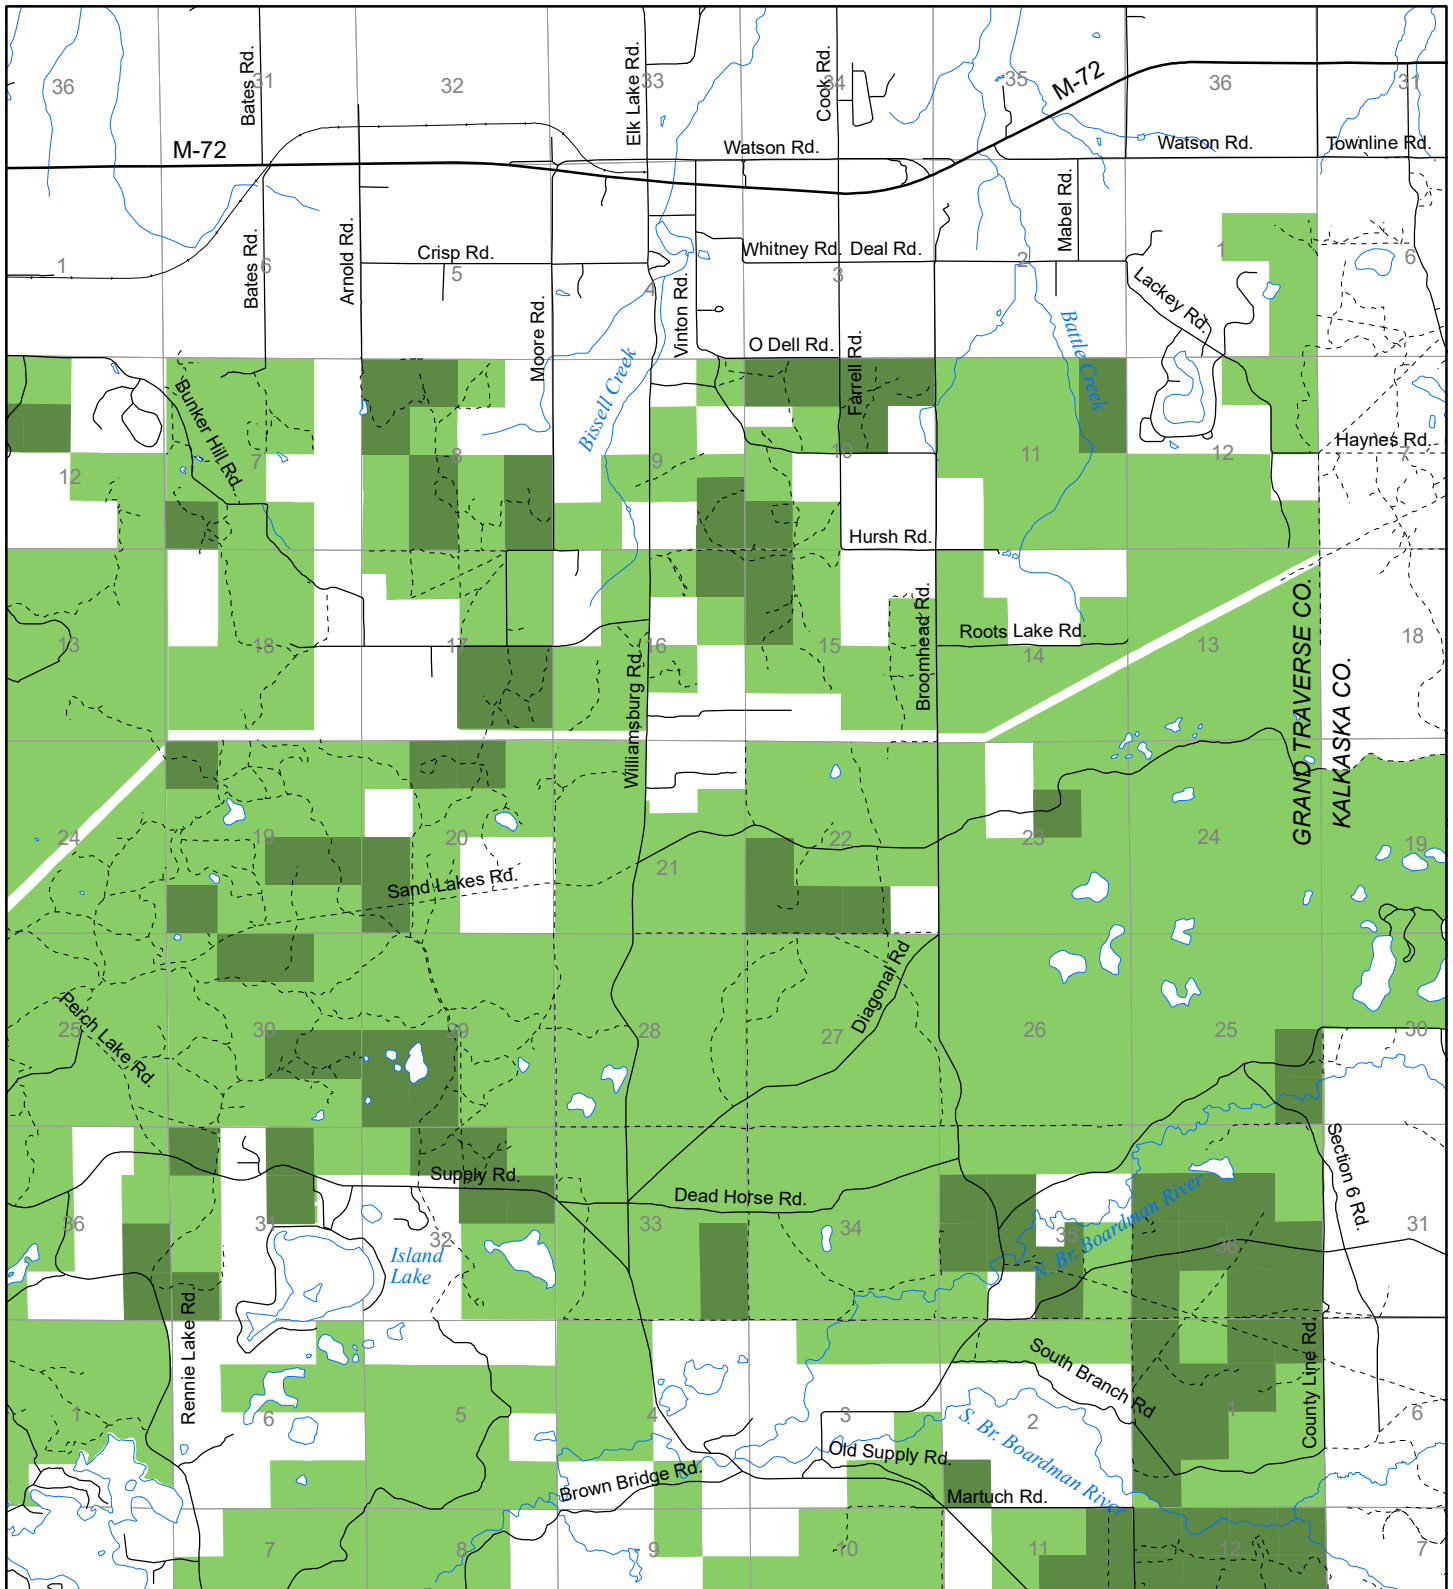 36
Bates Rd.
31
32
Elk Lake Rd.
33
Cook Rd.
34
35
M-72
36
31
M-72
Watson Rd.
Watson Rd.
Townline Rd.
Mabel Rd.
1
Bates Rd.
6
Arnold Rd.
Crisp Rd.
5
4
Whitney Rd.
Deal Rd.
3
2
1
6
Moore Rd.
Vinton Rd.
Lackey Rd.
O Dell Rd.
Farrell Rd.
Battle Creek
Bissell Creek
Bunker Hill Rd
12
7
8
9
10
11
12
Haynes Rd.
7
Hursh Rd.
13
18
17
16
15
Broomhead Rd.
Roots Lake Rd.
14
13
GRAND TRAVERSE CO.
KALKASKA CO.
18
Williamsburg Rd.
24
19
20
21
22
23
24
19
Sand Lakes Rd.
Diagonal Rd
25
Perch Lake Rd.
30
29
28
27
26
25
30
Supply Rd.
Dead Horse Rd.
Section 6 Rd.
36
31
32
Island
Lake
33
34
35
N. Br. Boardman River
36
31
Rennie Lake Rd.
South Branch Rd
County Line Rd.
1
6
5
4
3
2
1
6
S. Br. Boardman River
Old Supply Rd.
Brown Bridge Rd.
Martuch Rd.
7
8
9
10
11
12
7